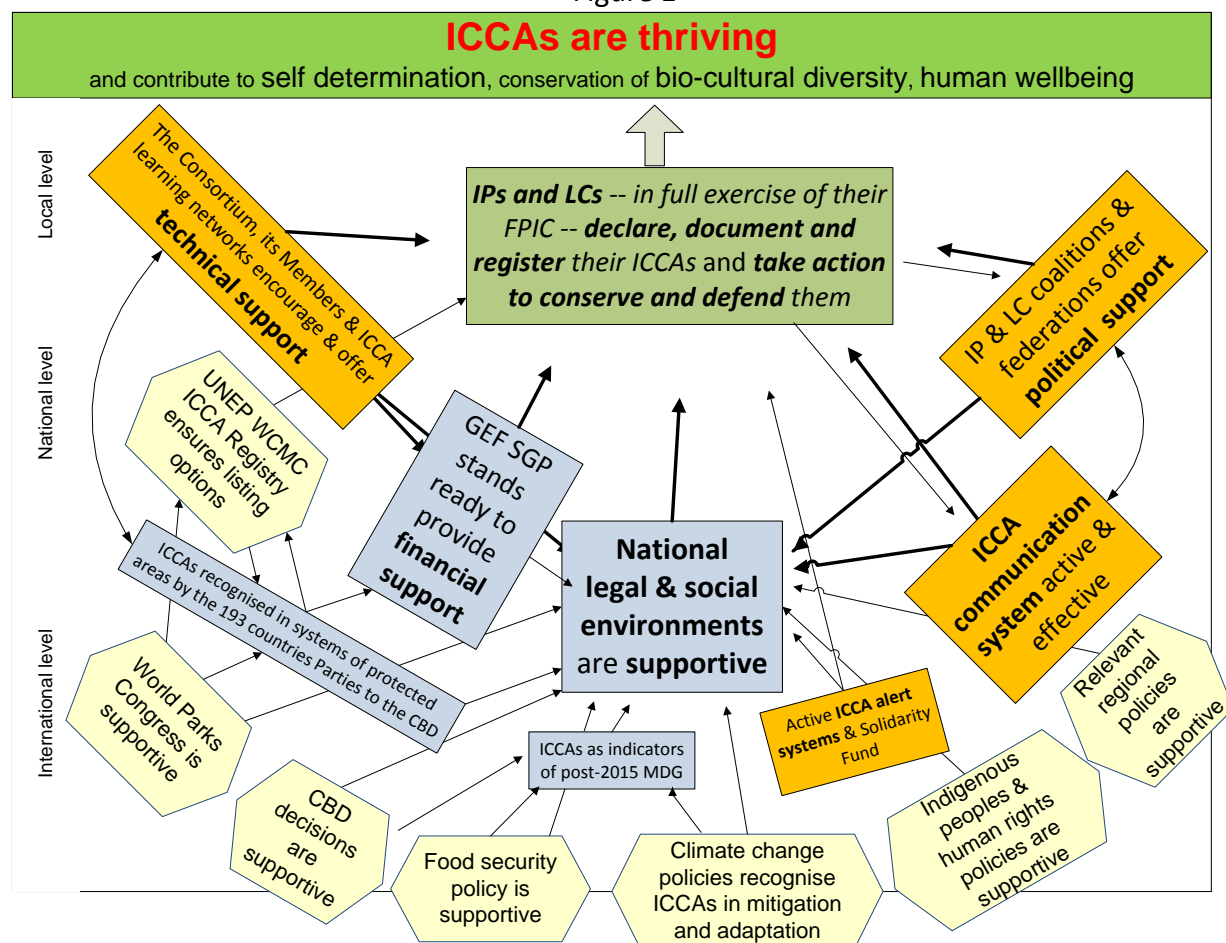 ICCAs are thriving
and contribute to self determination, conservation of bio-cultural diversity, human wellbeing
Local level
National level
International level
The Consortium, its Members & ICCA
learning networks encourage & offer
technical support
IPs and LCs -- in full exercise of their
FPIC -- declare, document and
register their ICCAs and take action
to conserve and defend them
IP & LC coalitions &
federations offer
political support
UNEP WCMC
ICCA Registry
ensures listing
options
GEF SGP
stands
ready to
provide
financial
support
ICCAs recognised in systems of protected
areas by the 193 countries Parties to the CBD
National
legal & social
environments
are supportive
ICCA
communication
system active &
effective
World Parks
Congress is
supportive
ICCAs as indicators
of post-2015 MDG
Active ICCA alert
systems & Solidarity
Fund
Relevant
regional
policies
are
supportive
CBD
decisions
are
supportive
Food security
policy is
supportive
Climate change
policies recognise
ICCAs in mitigation
and adaptation
Indigenous
peoples &
human rights
policies are
supportive